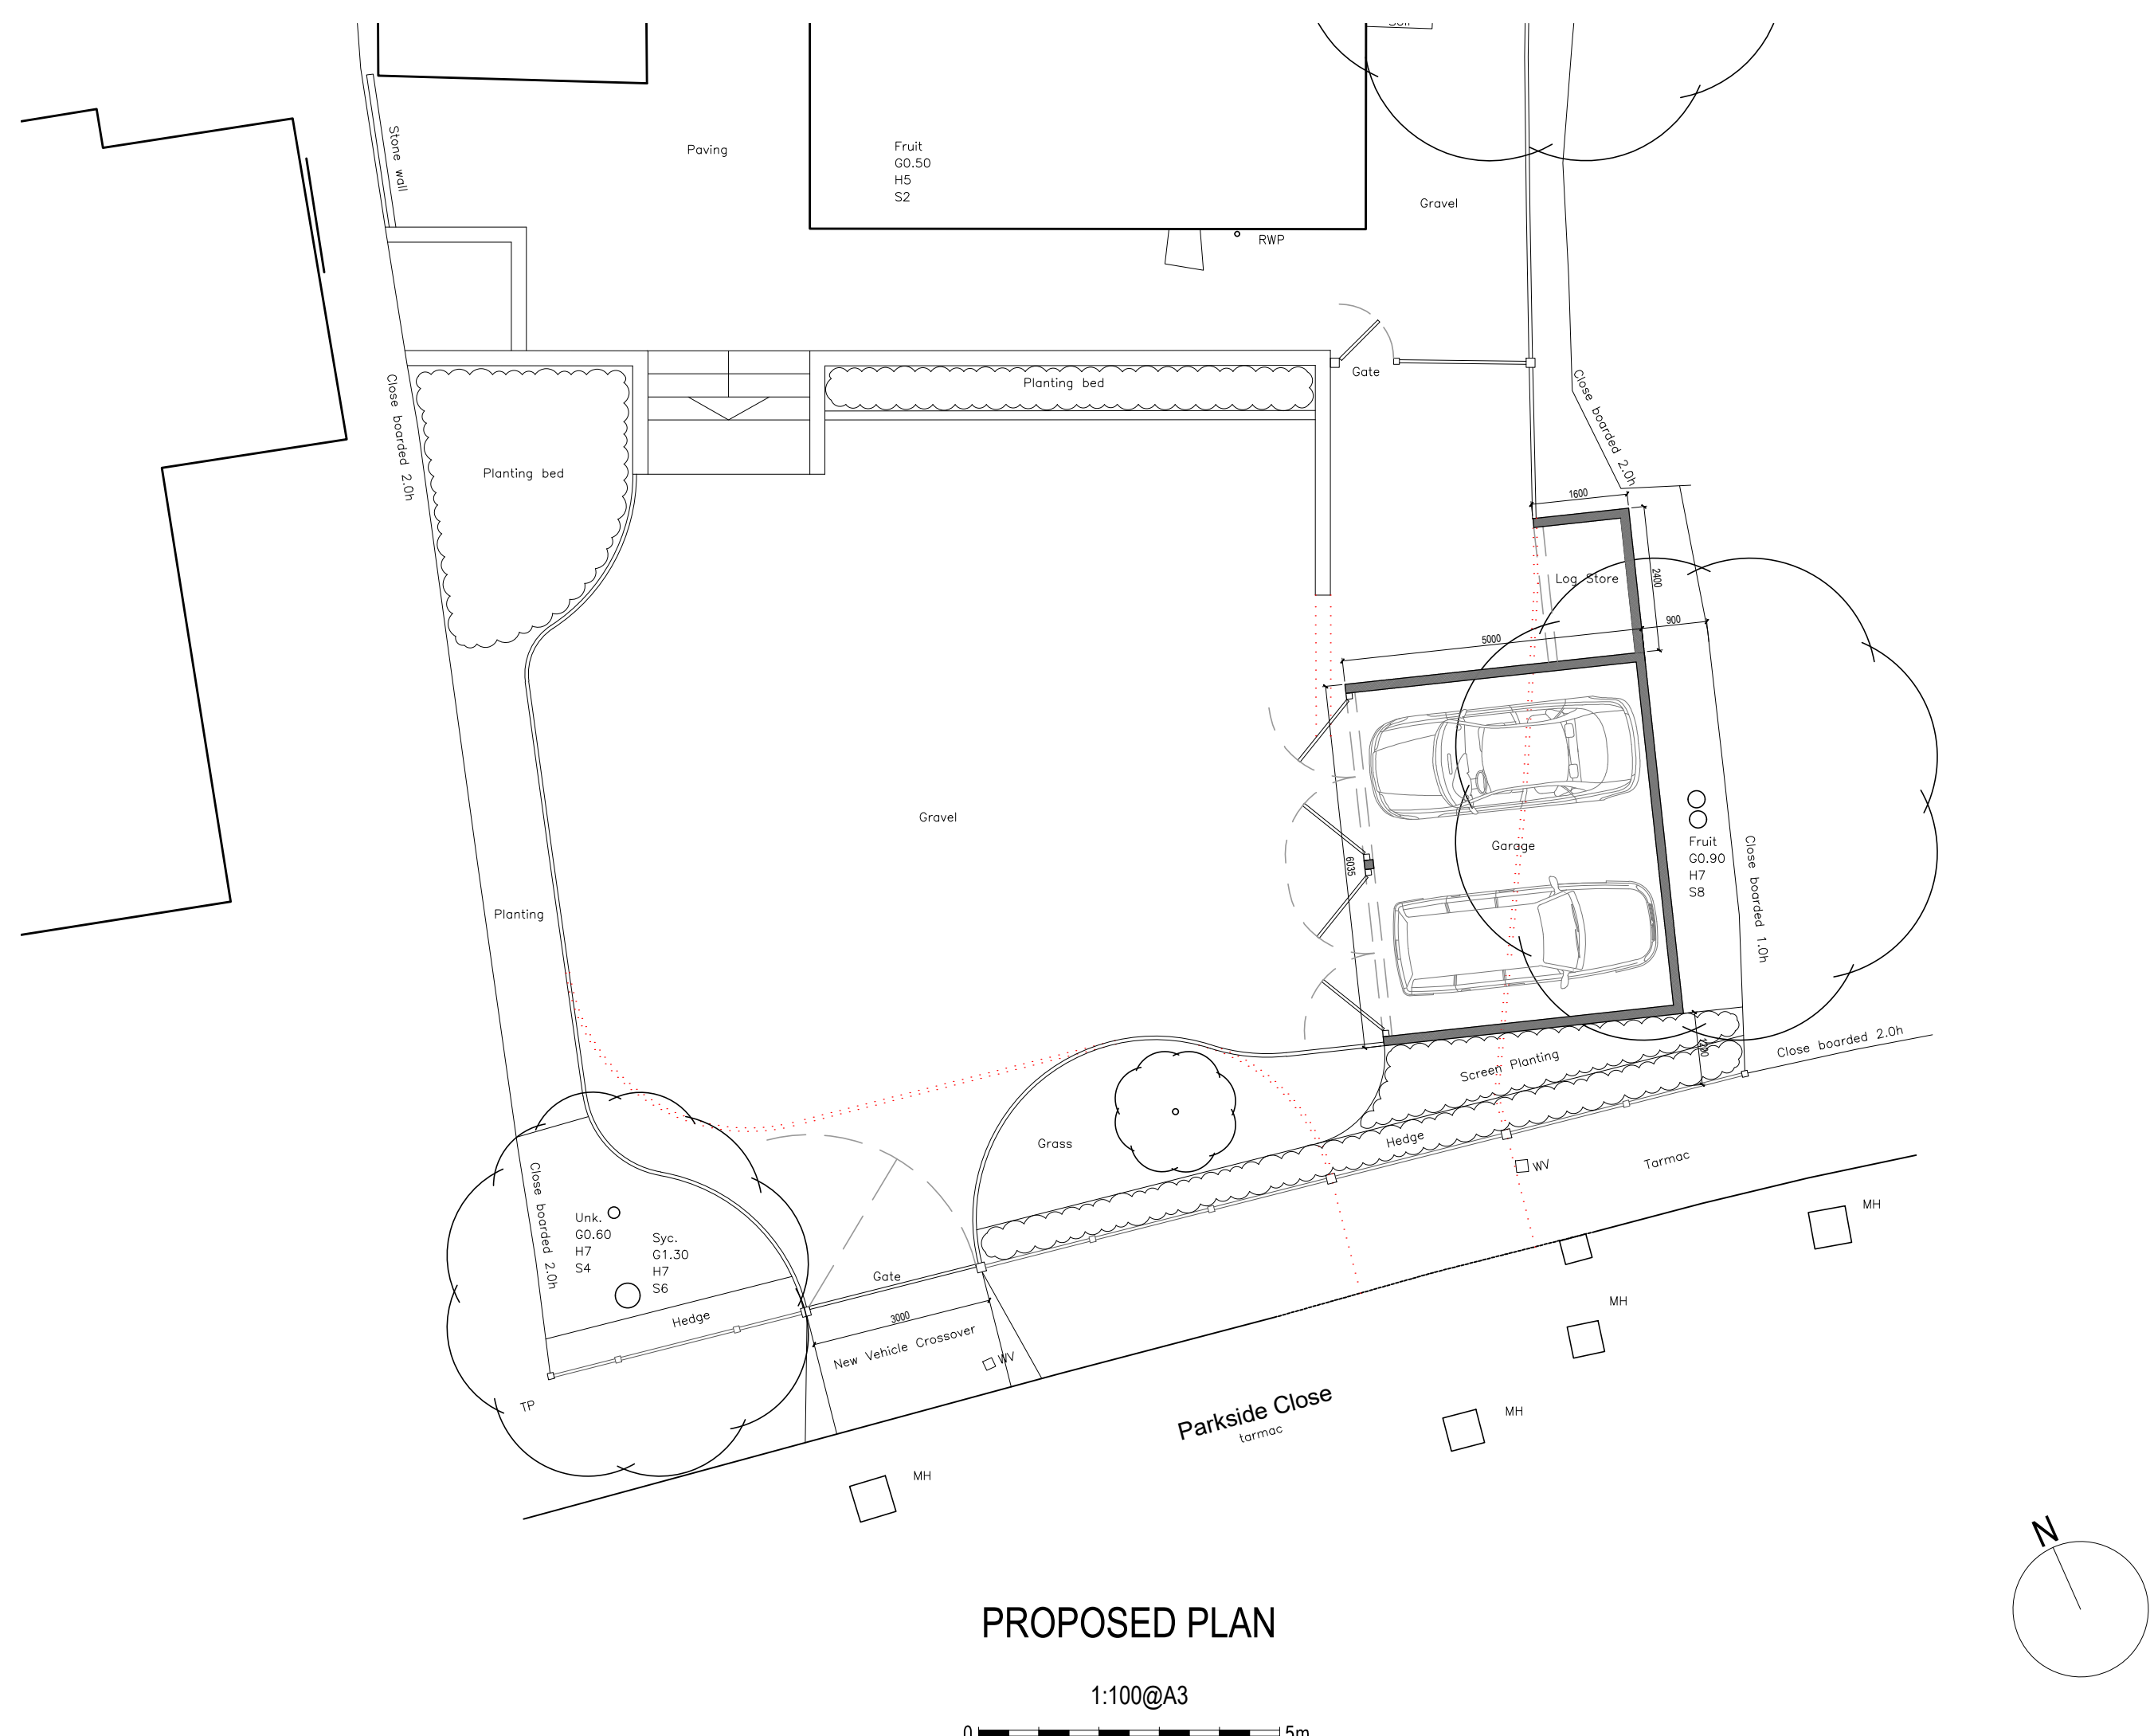 Stone wall
Paving
Fruit
G0.50
H5
S2
Gravel
RWP
Close boarded 2.0h
Planting bed
Planting bed
Gate
Close boarded 2.0h
1600
Log Store
2400
900
5000
6035
Gravel
Garage
Fruit
G0.90
H7
S8
Close boarded 1.0h
Planting
Screen Planting
Close boarded 2.0h
Grass
Hedge
WV
Tarmac
MH
Close boarded 2.0h
Unk.
G0.60
H7
S4
Syc.
G1.30
H7
S6
Gate
Hedge
3000
New Vehicle Crossover
WV
TP
MH
MH
Parkside Close
tarmac
MH
N
PROPOSED PLAN
1:100@A3
0
5m